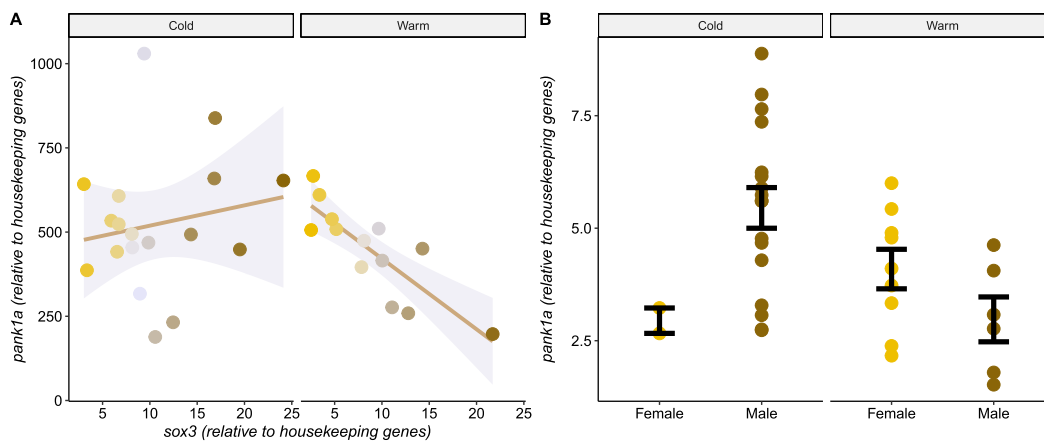 A
Cold
Warm
pank1a (relative to housekeeping genes)
1000
750
500
250
0
5
10
15
20
25
5
10
15
20
25
sox3 (relative to housekeeping genes)
B
Cold
Warm
pank1a (relative to housekeeping genes)
7.5
5.0
2.5
Female
Male
Female
Male